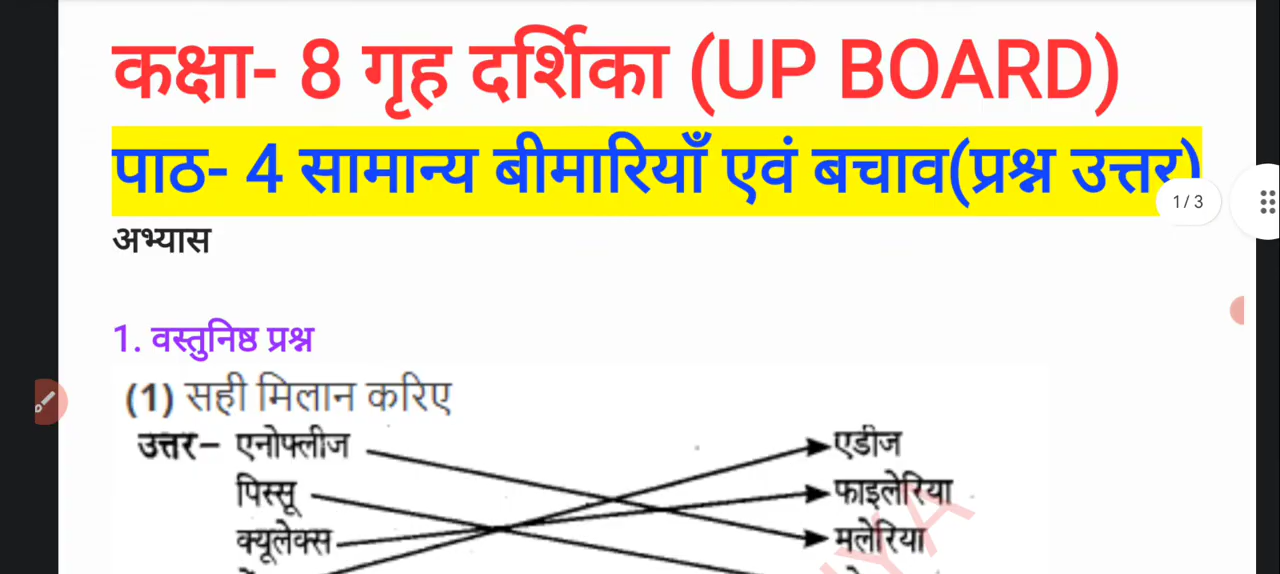 कक्षा- 8 गृह दर्शिका (UP BOARD)
पाठ- 4 सामान्य बीमारियाँ एवं बचाव(प्रश्न उत्तर)
1 / 3
अभ्यास
1. वस्तुनिष्ठ प्रश्न
(1) सही मिलान करिए
उत्तर– एनोफ्लीज एडीज
पिस्सू फाइलेरिया
क्यूलेक्स मलेरिया